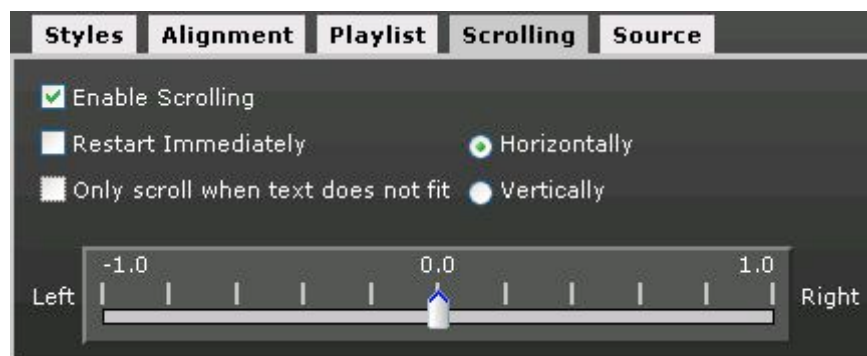 Styles Alignment Playlist Scrolling Source
Enable Scrolling
Restart Immediately Horizontally
Only scroll when text does not fit Vertically
-1.0 0.0 1.0
Left Right